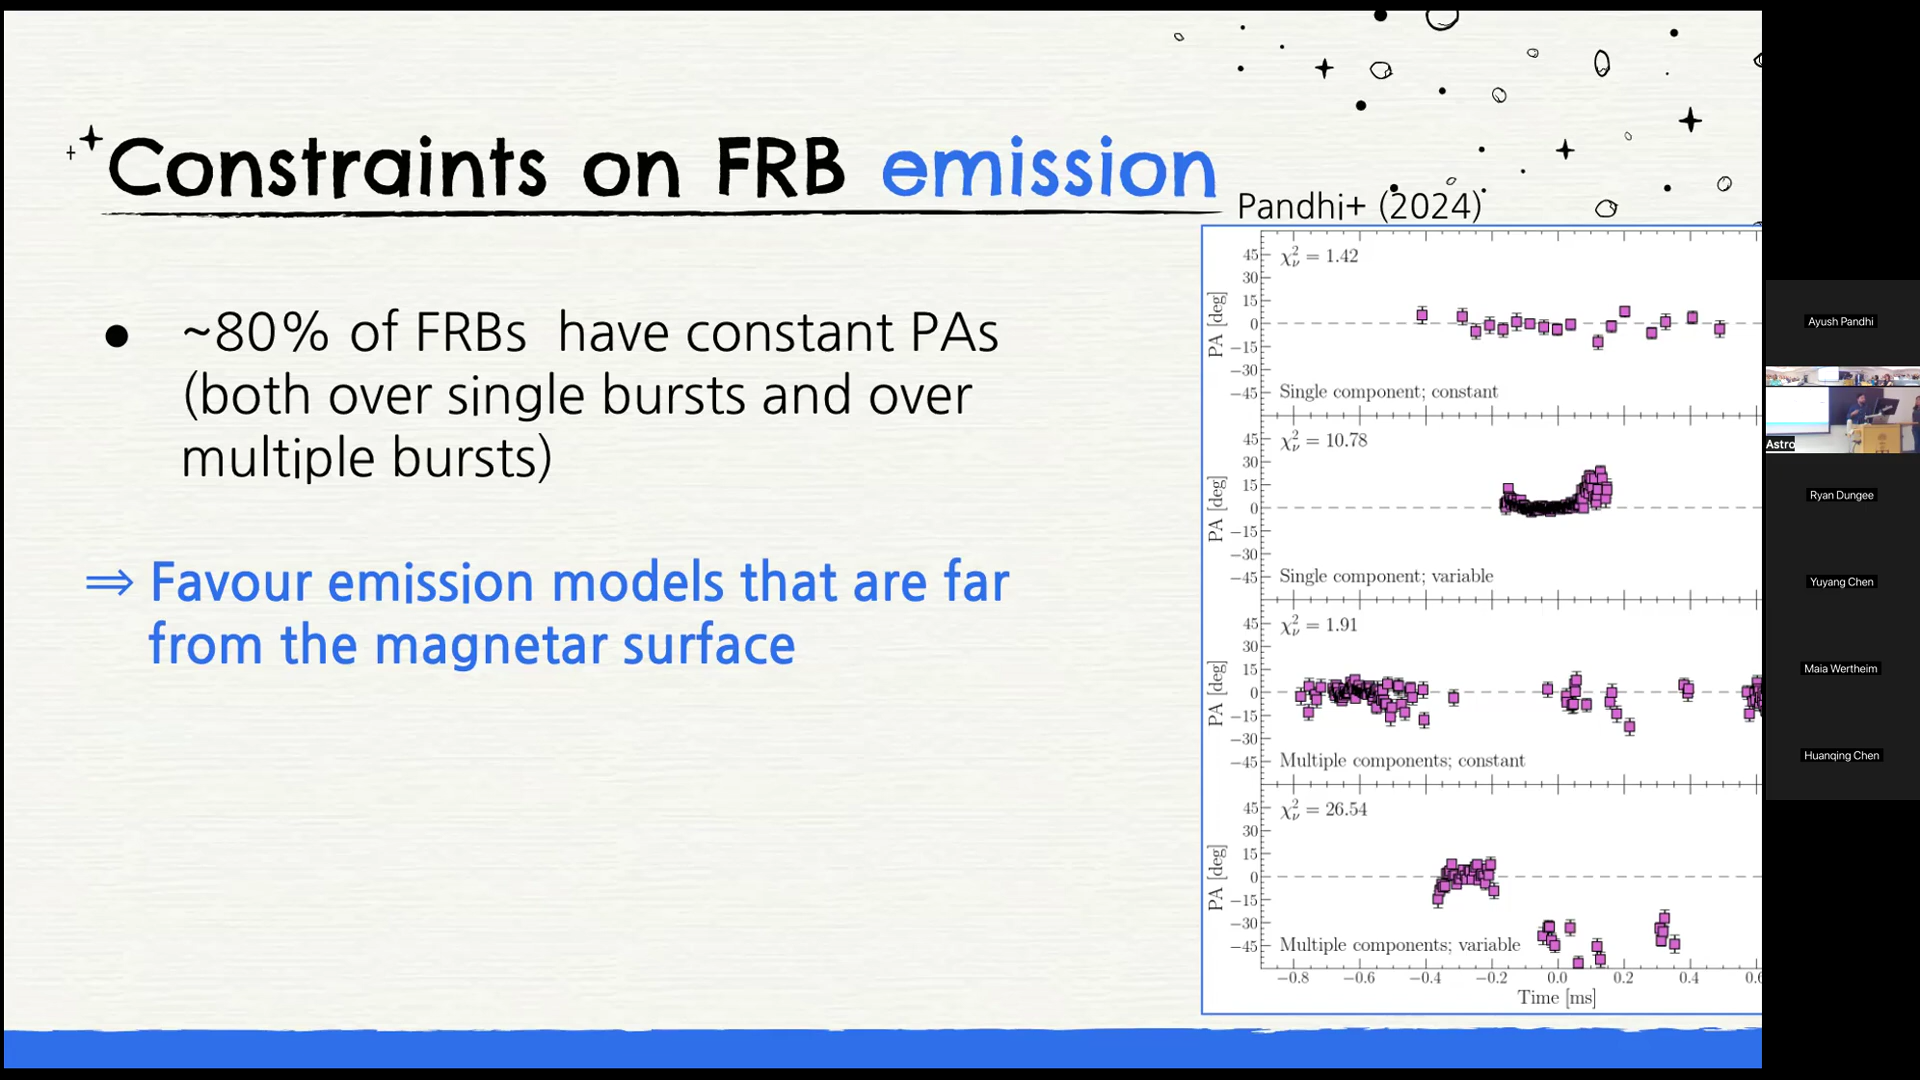 Constraints on FRB emission
Pandhi+ (2024)
● ~80% of FRBs have constant PAs
(both over single bursts and over
multiple bursts)
⇒ Favour emission models that are far
from the magnetar surface
χ²ᵥ = 1.42
45
30
15
0
−15
−30
−45
PA [deg]
Single component; constant
χ²ᵥ = 10.78
45
30
15
0
−15
−30
−45
PA [deg]
Single component; variable
χ²ᵥ = 1.91
45
30
15
0
−15
−30
−45
PA [deg]
Multiple components; constant
χ²ᵥ = 26.54
45
30
15
0
−15
−30
−45
PA [deg]
Multiple components; variable
−0.8 −0.6 −0.4 −0.2 0.0 0.2 0.4
Time [ms]
Ayush Pandhi
Astro
Ryan Dungee
Yuyang Chen
Maia Wertheim
Huanqing Chen